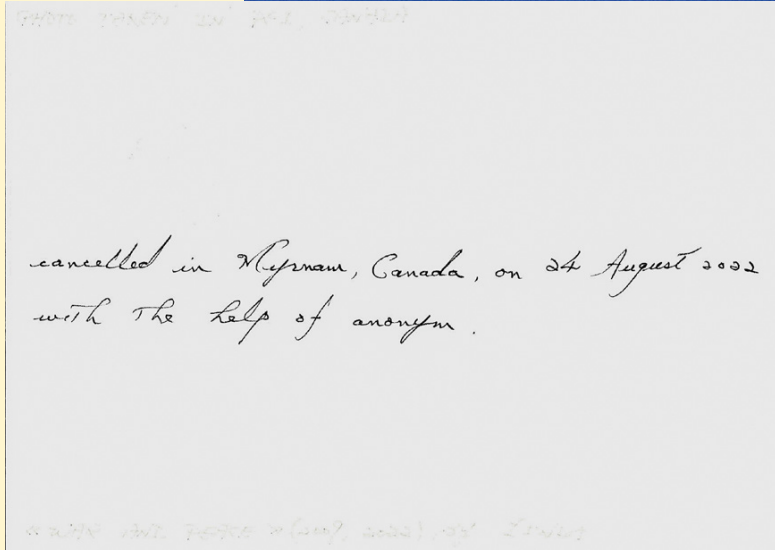 cancelled in Myrnam, Canada, on 24 August 2022
with the help of anonym.